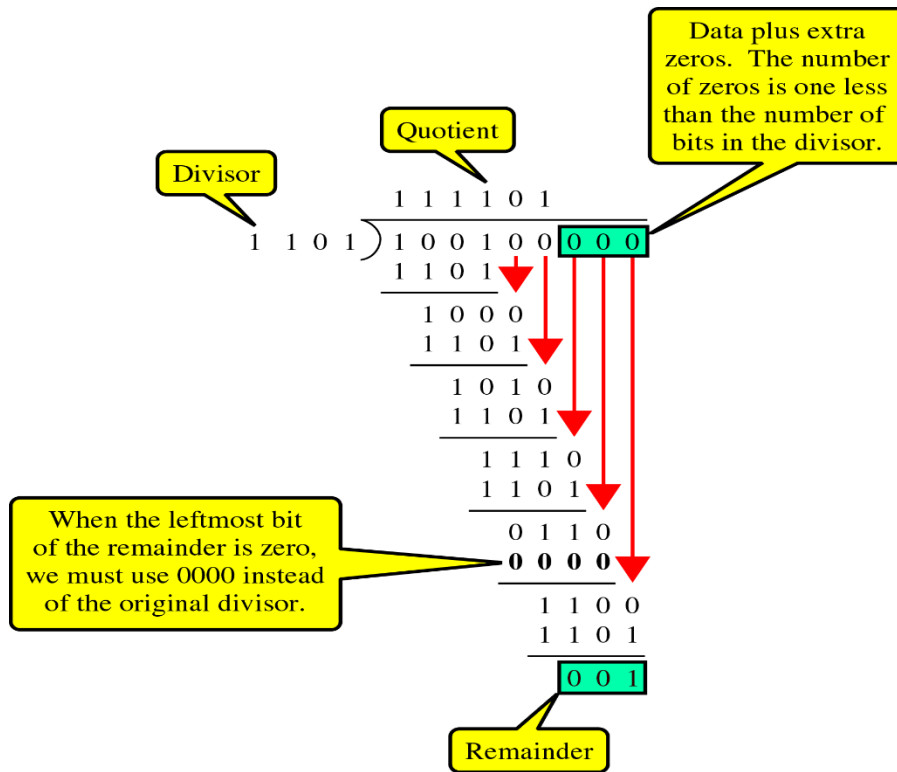 Data plus extra
zeros. The number
of zeros is one less
than the number of
bits in the divisor.
Quotient
Divisor
1 1 1 1 0 1
1 1 0 1 1 0 0 1 0 0 0 0 0
1 1 0 1
1 0 0 0
1 1 0 1
1 0 1 0
1 1 0 1
1 1 1 0
1 1 0 1
When the leftmost bit
of the remainder is zero,
we must use 0000 instead
of the original divisor.
0 1 1 0
0 0 0 0
1 1 0 0
1 1 0 1
0 0 1
Remainder